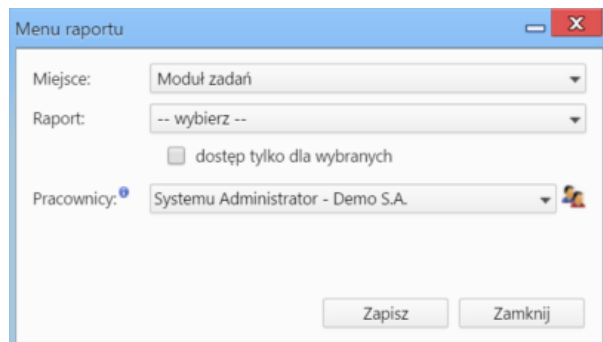 Menu raportu
Miejsce: Moduł zadań
Raport: -- wybierz --
dostęp tylko dla wybranych
Pracownicy: Systemu Administrator - Demo S.A.
Zapisz Zamknij